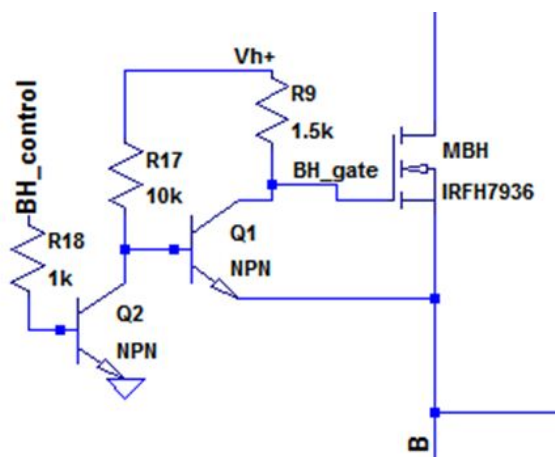 Vh+
R9
1.5k
BH_control
R17
10k
BH_gate
MBH
IRFH7936
R18
1k
Q1
NPN
Q2
NPN
B